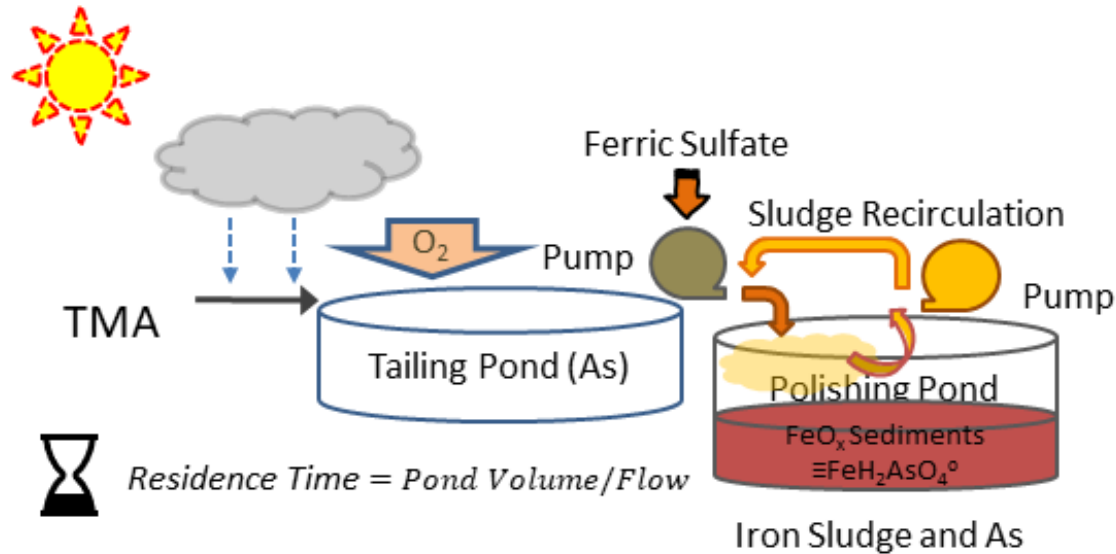 Ferric Sulfate
Sludge Recirculation
O₂
Pump
Pump
TMA
Tailing Pond (As)
Polishing Pond
FeOₓ Sediments
≡FeH₂AsO₄⁰
Residence Time = Pond Volume/Flow
Iron Sludge and As